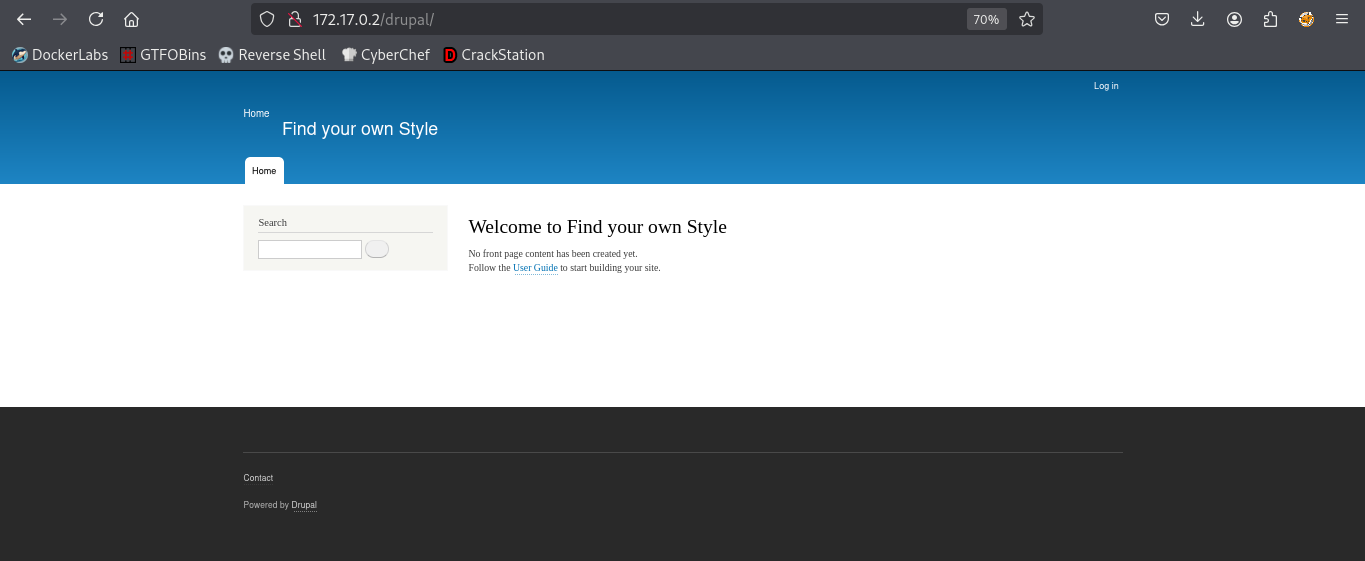 172.17.0.2/drupal/ 70%
DockerLabs GTFOBins Reverse Shell CyberChef CrackStation
Log in
Home
Find your own Style
Home
Search
Welcome to Find your own Style
No front page content has been created yet.
Follow the User Guide to start building your site.
Contact
Powered by Drupal